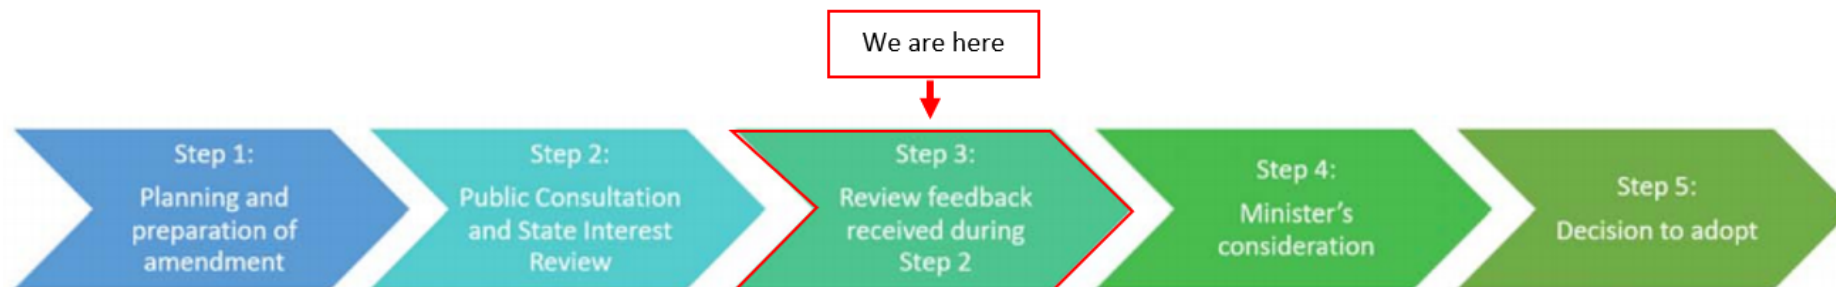 We are here
Step 1:
Planning and
preparation of
amendment
Step 2:
Public Consultation
and State Interest
Review
Step 3:
Review feedback
received during
Step 2
Step 4:
Minister’s
consideration
Step 5:
Decision to adopt